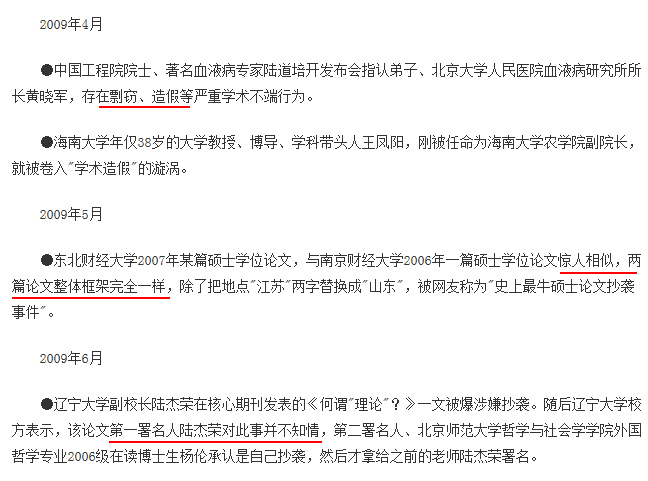 2009年4月
●中国工程院院士、著名血液病专家陆道培开发布会指认弟子、北京大学人民医院血液病研究所所
长黄晓军，存在剽窃、造假等严重学术不端行为。
●海南大学年仅38岁的大学教授、博导、学科带头人王凤阳，刚被任命为海南大学农学院副院长，
就被卷入"学术造假"的漩涡。
2009年5月
●东北财经大学2007年某篇硕士学位论文，与南京财经大学2006年一篇硕士学位论文惊人相似，两
篇论文整体框架完全一样，除了把地点"江苏"两字替换成"山东"，被网友称为"史上最牛硕士论文抄袭
事件"。
2009年6月
●辽宁大学副校长陆杰荣在核心期刊发表的《何谓"理论"？》一文被爆涉嫌抄袭。随后辽宁大学校
方表示，该论文第一署名人陆杰荣对此事并不知情，第二署名人、北京师范大学哲学与社会学学院外国
哲学专业2006级在读博士生杨伦承认是自己抄袭，然后才拿给之前的老师陆杰荣署名。